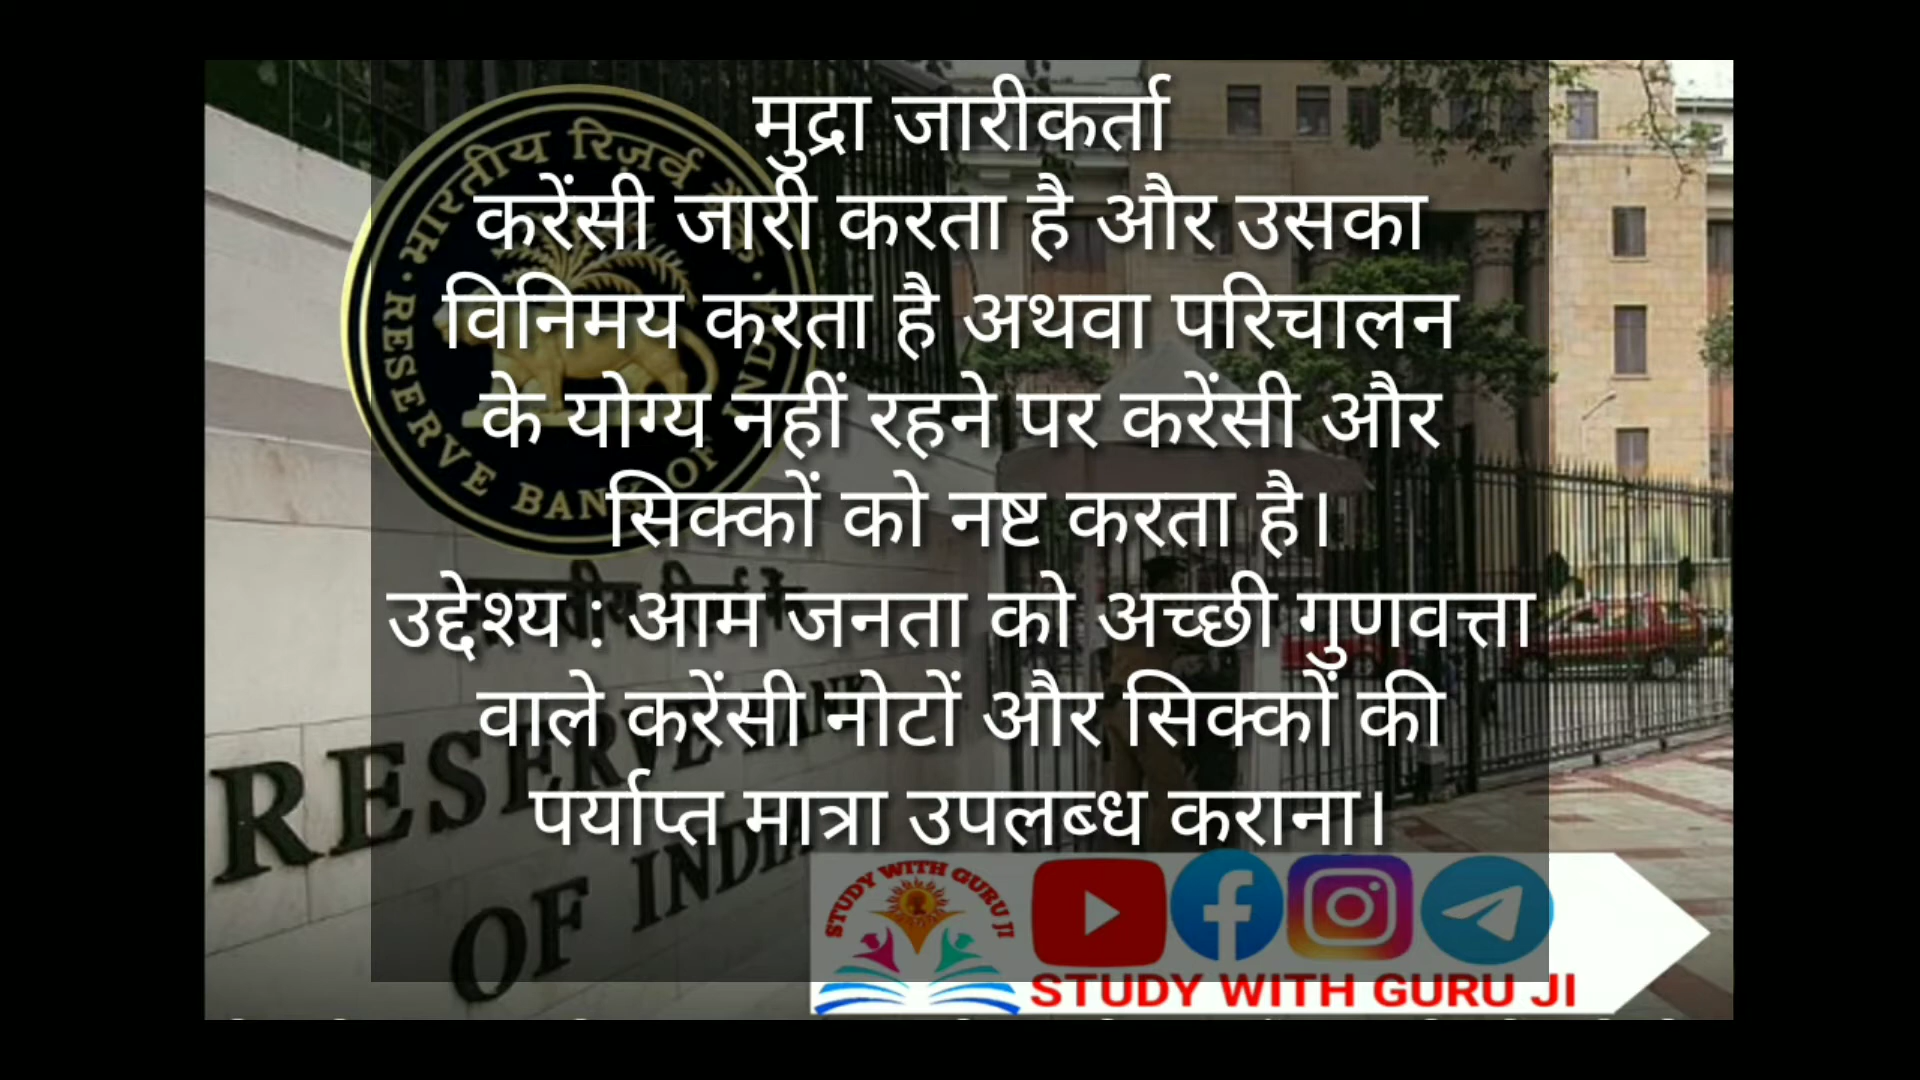 मुद्रा जारीकर्ता
करेंसी जारी करता है और उसका
विनिमय करता है अथवा परिचालन
के योग्य नहीं रहने पर करेंसी और
सिक्कों को नष्ट करता है।
उद्देश्य : आम जनता को अच्छी गुणवत्ता
वाले करेंसी नोटों और सिक्कों की
पर्याप्त मात्रा उपलब्ध कराना।
भारतीय रिज़र्व बैंक
RESERVE BANK OF INDIA
RESERVE BANK
OF INDIA
STUDY WITH GURU JI
STUDY WITH GURU JI